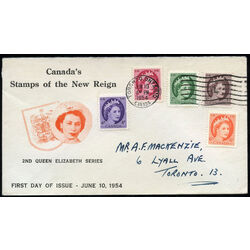 Canada's
Stamps of the New Reign
2ND QUEEN ELIZABETH SERIES
FIRST DAY OF ISSUE - JUNE 10, 1954
MR. A. F. MACKENZIE,
6 LYALL AVE
TORONTO. 13.